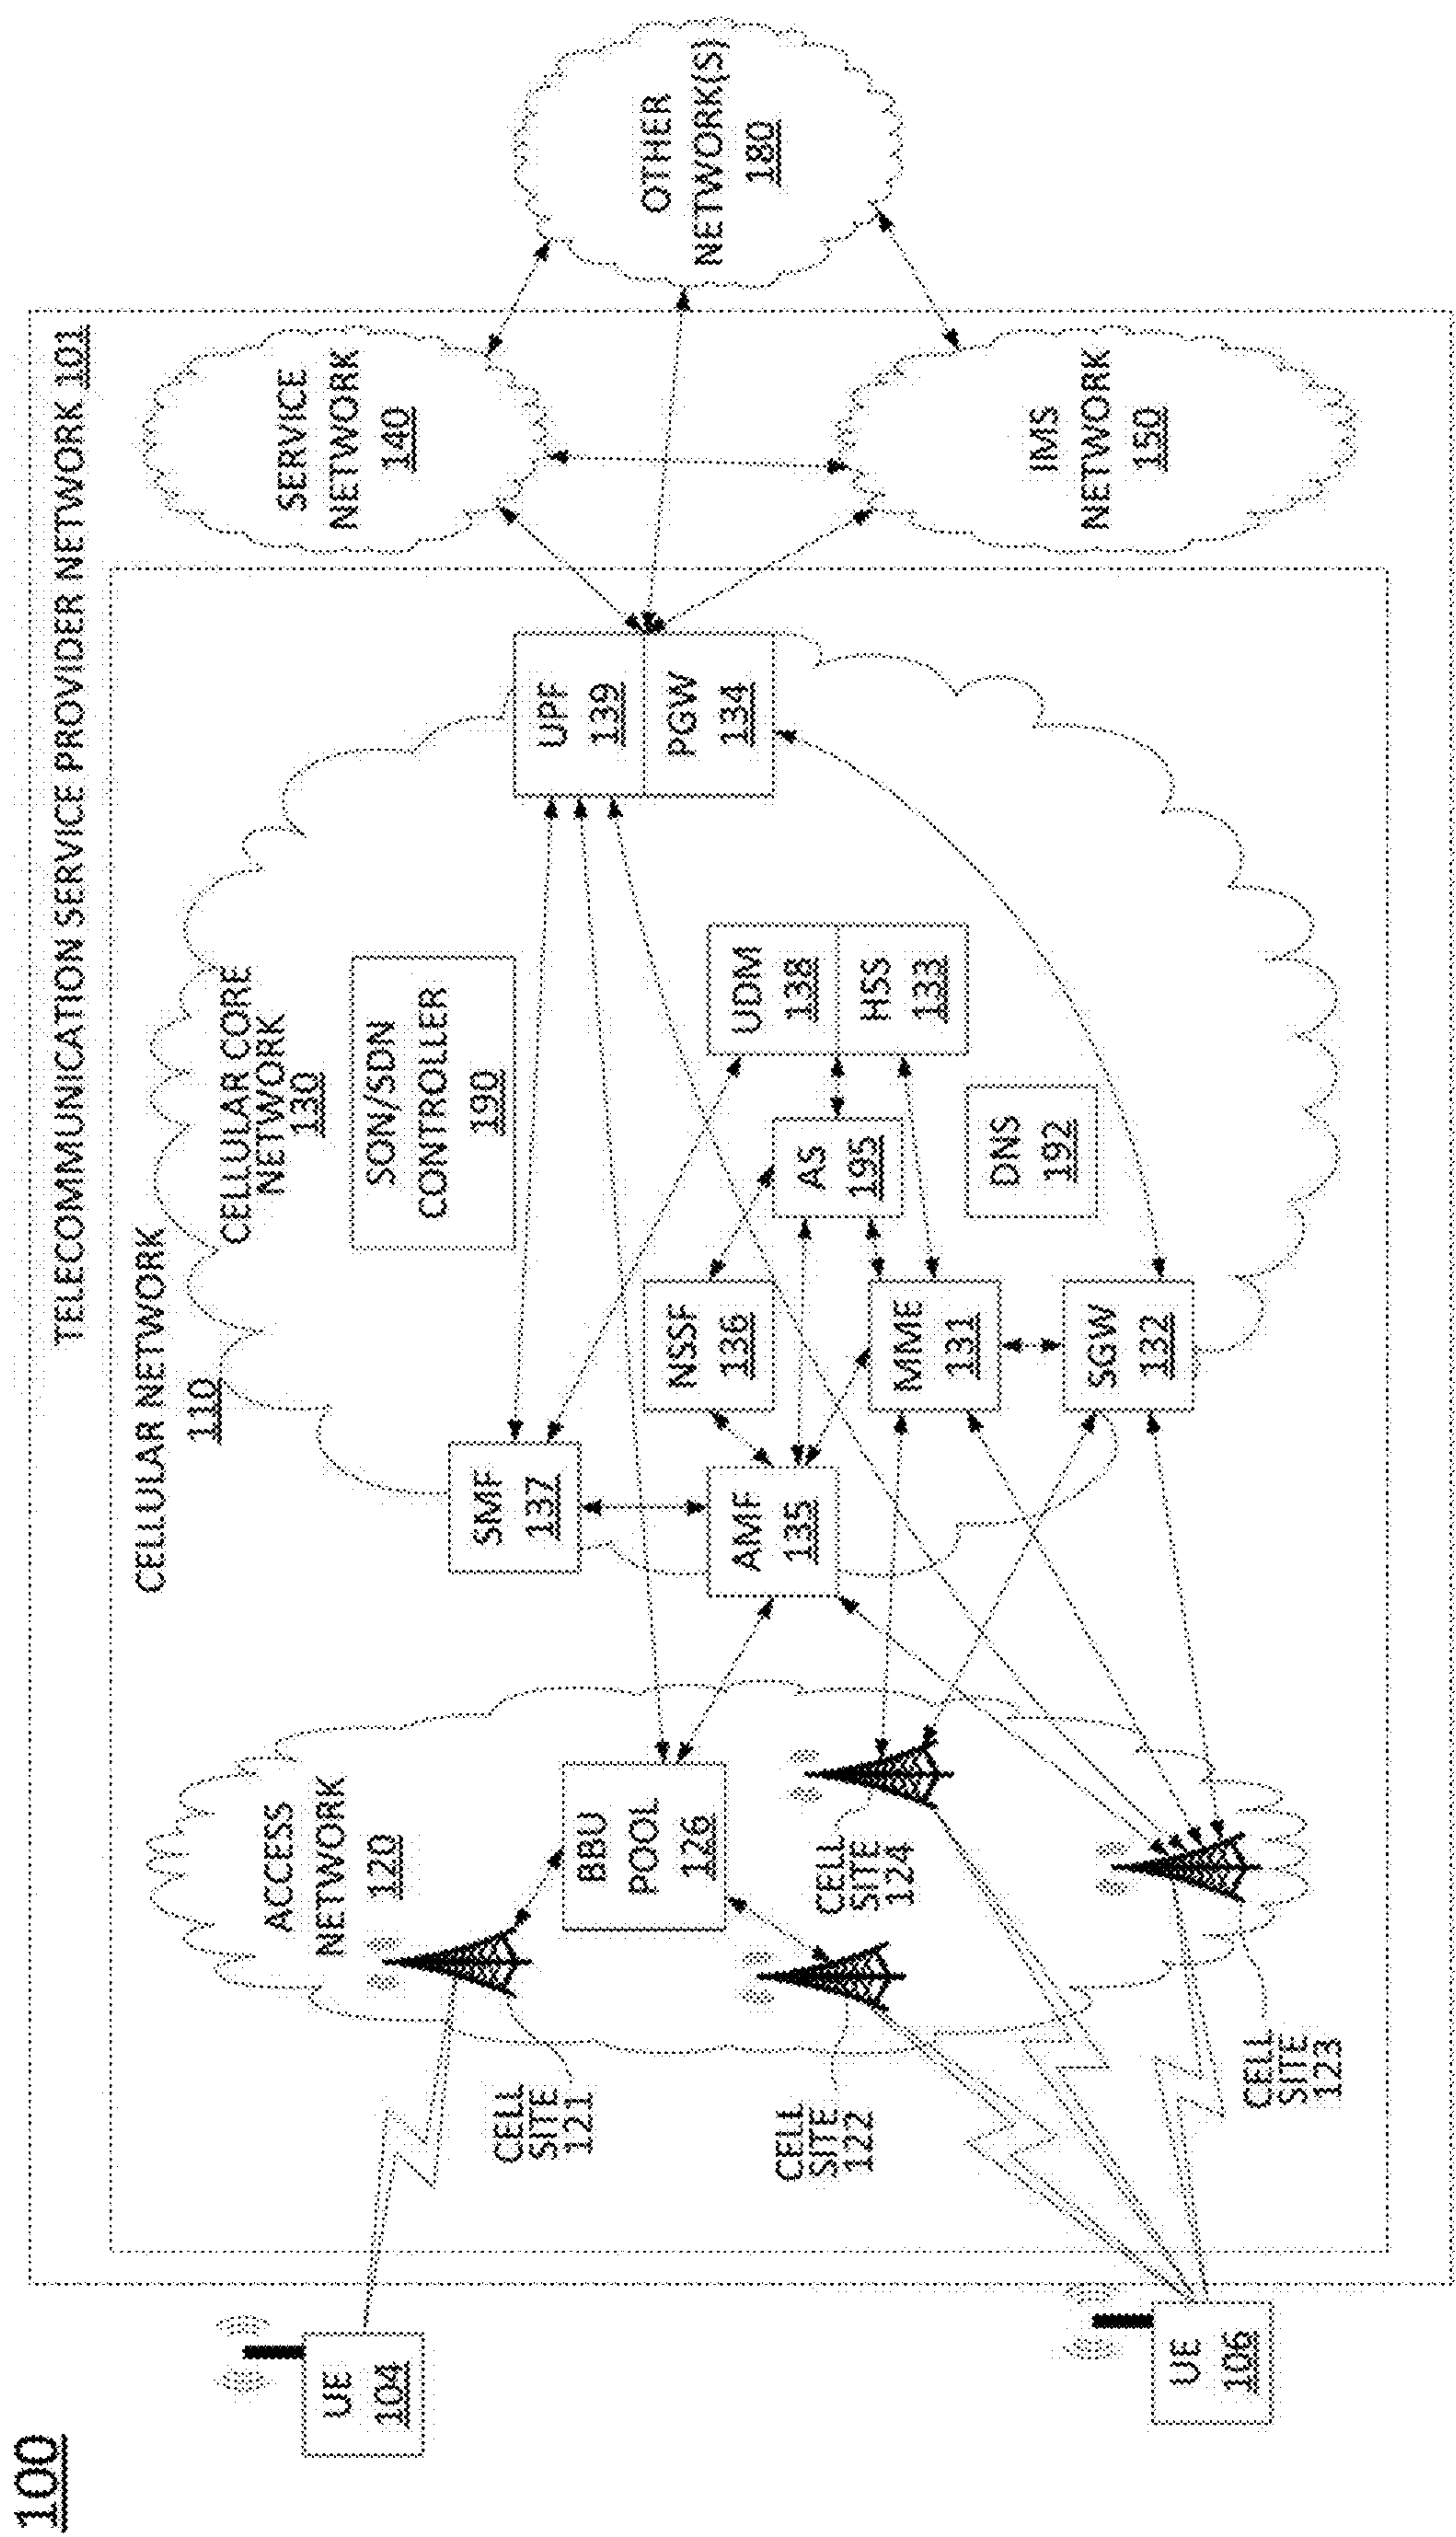 100
TELECOMMUNICATION SERVICE PROVIDER NETWORK 101
CELLULAR NETWORK
110
CELLULAR CORE
NETWORK
130
ACCESS
NETWORK
120
SERVICE
NETWORK
140
IMS
NETWORK
150
OTHER
NETWORK(S)
180
UE
104
UE
106
CELL
SITE
121
CELL
SITE
122
CELL
SITE
124
CELL
SITE
123
BBU
POOL
126
SMF
137
AMF
135
SON/SDN
CONTROLLER
190
NSSF
136
MME
131
SGW
132
AS
195
DNS
192
UDM
138
HSS
133
UPF
139
PGW
134